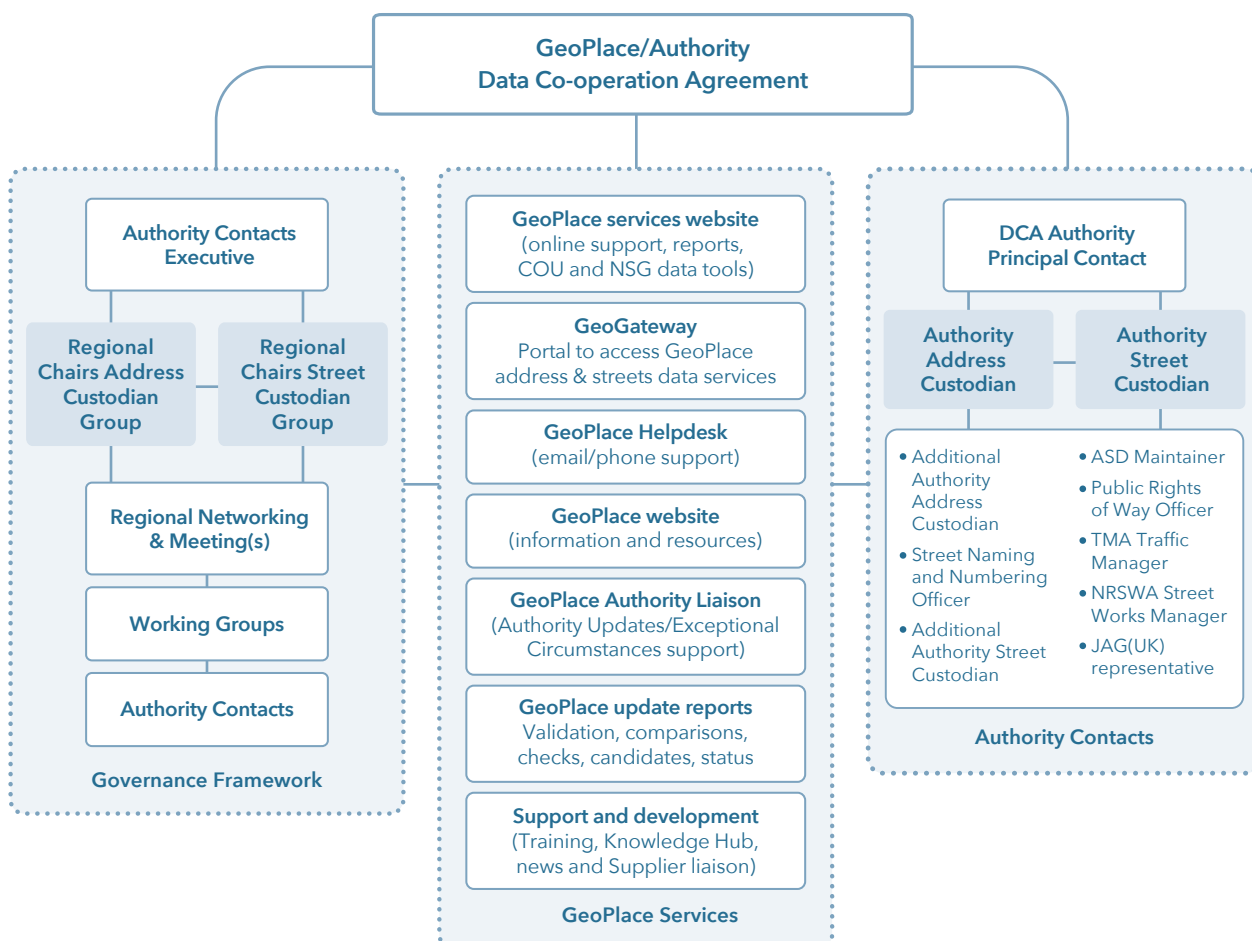 GeoPlace/Authority
Data Co-operation Agreement
Authority Contacts
Executive
Regional
Chairs Address
Custodian
Group
Regional
Chairs Street
Custodian
Group
Regional Networking
& Meeting(s)
Working Groups
Authority Contacts
Governance Framework
GeoPlace services website
(online support, reports,
COU and NSG data tools)
GeoGateway
Portal to access GeoPlace
address & streets data services
GeoPlace Helpdesk
(email/phone support)
GeoPlace website
(information and resources)
GeoPlace Authority Liaison
(Authority Updates/Exceptional
Circumstances support)
GeoPlace update reports
Validation, comparisons,
checks, candidates, status
Support and development
(Training, Knowledge Hub,
news and Supplier liaison)
GeoPlace Services
DCA Authority
Principal Contact
Authority
Address
Custodian
Authority
Street
Custodian
• Additional
Authority
Address
Custodian
• Street Naming
and Numbering
Officer
• Additional
Authority Street
Custodian
• ASD Maintainer
• Public Rights
of Way Officer
• TMA Traffic
Manager
• NRSWA Street
Works Manager
• JAG(UK)
representative
Authority Contacts